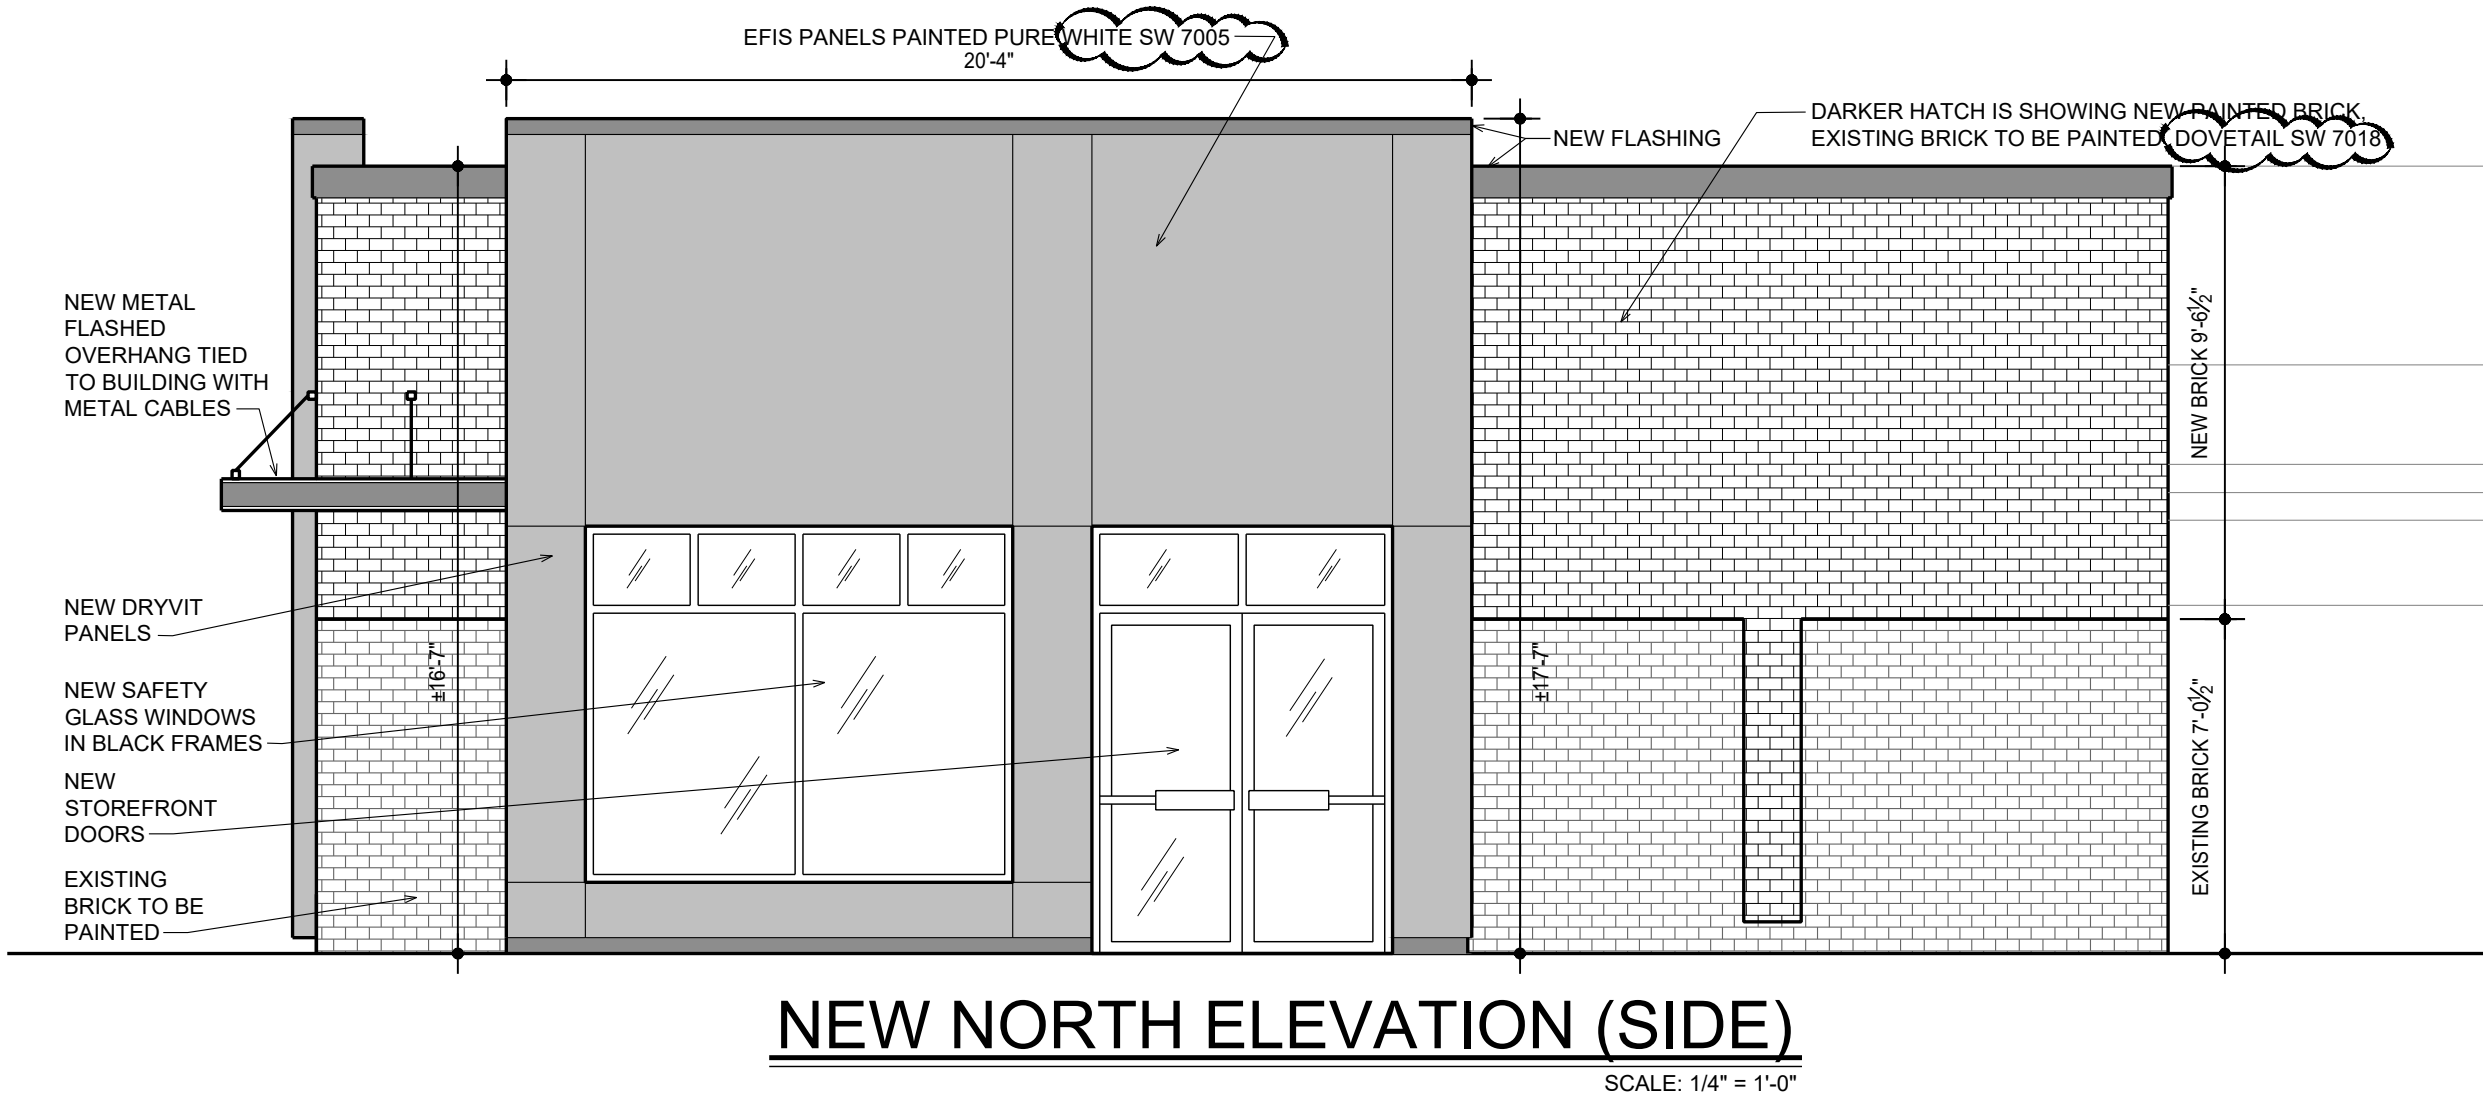 EFIS PANELS PAINTED PURE WHITE SW 7005
20'-4"
DARKER HATCH IS SHOWING NEW PAINTED BRICK,
EXISTING BRICK TO BE PAINTED DOVETAIL SW 7018
NEW FLASHING
NEW METAL
FLASHED
OVERHANG TIED
TO BUILDING WITH
METAL CABLES
NEW BRICK 9'-6½"
NEW DRYVIT
PANELS
±16'-7"
±17'-7"
NEW SAFETY
GLASS WINDOWS
IN BLACK FRAMES
EXISTING BRICK 7'-0½"
NEW
STOREFRONT
DOORS
EXISTING
BRICK TO BE
PAINTED
NEW NORTH ELEVATION (SIDE)
SCALE: 1/4" = 1'-0"